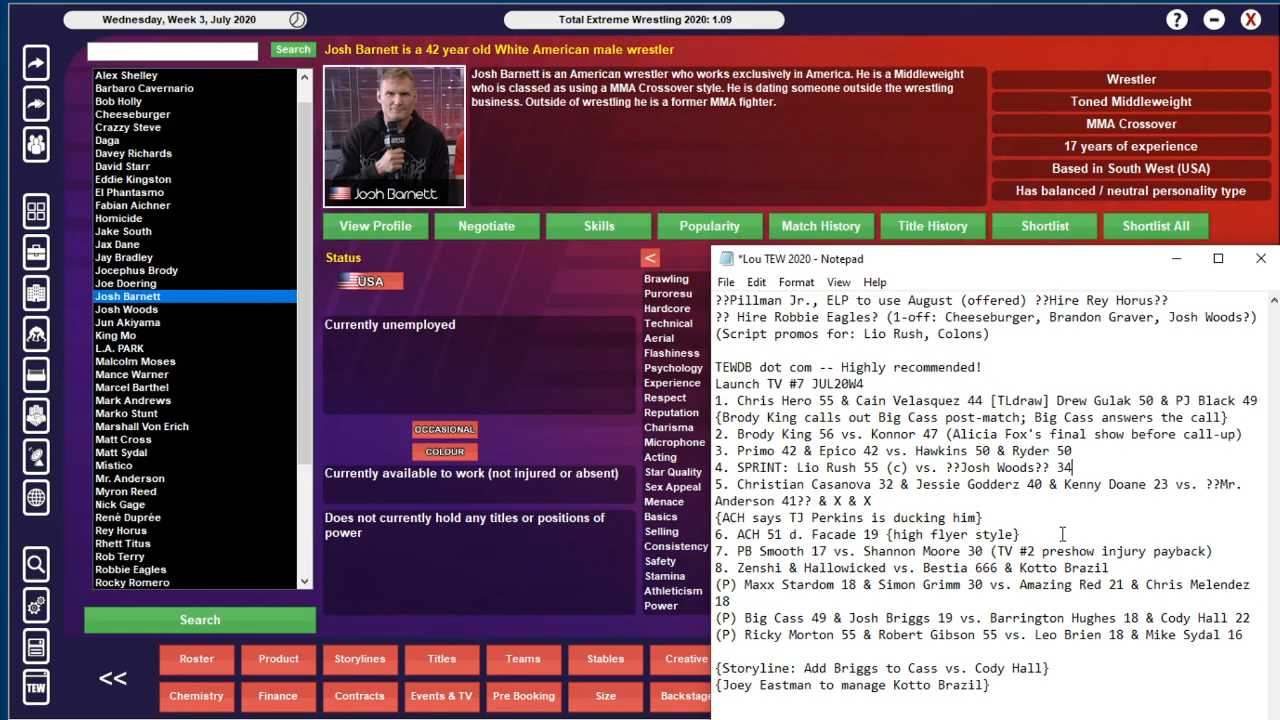 Wednesday, Week 3, July 2020
Total Extreme Wrestling 2020: 1.09
?
X
Search
Josh Barnett is a 42 year old White American male wrestler
Alex Shelley
Barbaro Cavernario
Bob Holly
Cheeseburger
Crazzy Steve
Daga
Davey Richards
David Starr
Eddie Kingston
El Phantasmo
Fabian Aichner
Homicide
Jake South
Jax Dane
Jay Bradley
Jocephus Brody
Joe Doering
Josh Barnett
Josh Woods
Jun Akiyama
King Mo
L.A. PARK
Malcolm Moses
Mance Warner
Marcel Barthel
Mark Andrews
Marko Stunt
Marshall Von Erich
Matt Cross
Matt Sydal
Místico
Mr. Anderson
Myron Reed
Nick Gage
René Duprée
Rey Horus
Rhett Titus
Rob Terry
Robbie Eagles
Rocky Romero
Search
Josh Barnett
Josh Barnett is an American wrestler who works exclusively in America. He is a Middleweight
who is classed as using a MMA Crossover style. He is dating someone outside the wrestling
business. Outside of wrestling he is a former MMA fighter.
Wrestler
Toned Middleweight
MMA Crossover
17 years of experience
Based in South West (USA)
Has balanced / neutral personality type
View Profile
Negotiate
Skills
Popularity
Match History
Title History
Shortlist
Shortlist All
Status
<
USA
Currently unemployed
OCCASIONAL
COLOUR
Currently available to work (not injured or absent)
Does not currently hold any titles or positions of
power
Brawling
Puroresu
Hardcore
Technical
Aerial
Flashiness
Psychology
Experience
Respect
Reputation
Charisma
Microphone
Acting
Star Quality
Sex Appeal
Menace
Basics
Selling
Consistency
Safety
Stamina
Athleticism
Power
*Lou TEW 2020 - Notepad
File Edit Format View Help
??Pillman Jr., ELP to use August (offered) ??Hire Rey Horus??
?? Hire Robbie Eagles? (1-off: Cheeseburger, Brandon Graver, Josh Woods?)
(Script promos for: Lio Rush, Colons)
TEWDB dot com -- Highly recommended!
Launch TV #7 JUL20W4
1. Chris Hero 55 & Cain Velasquez 44 [TLdraw] Drew Gulak 50 & PJ Black 49
{Brody King calls out Big Cass post-match; Big Cass answers the call}
2. Brody King 56 vs. Konnor 47 (Alicia Fox's final show before call-up)
3. Primo 42 & Epico 42 vs. Hawkins 50 & Ryder 50
4. SPRINT: Lio Rush 55 (c) vs. ??Josh Woods?? 34
5. Christian Casanova 32 & Jessie Godderz 40 & Kenny Doane 23 vs. ??Mr.
Anderson 41?? & X & X
{ACH says TJ Perkins is ducking him}
6. ACH 51 d. Facade 19 {high flyer style}
7. PB Smooth 17 vs. Shannon Moore 30 (TV #2 preshow injury payback)
8. Zenshi & Hallowicked vs. Bestia 666 & Kotto Brazil
(P) Maxx Stardom 18 & Simon Grimm 30 vs. Amazing Red 21 & Chris Melendez
18
(P) Big Cass 49 & Josh Briggs 19 vs. Barrington Hughes 18 & Cody Hall 22
(P) Ricky Morton 55 & Robert Gibson 55 vs. Leo Brien 18 & Mike Sydal 16
{Storyline: Add Briggs to Cass vs. Cody Hall}
{Joey Eastman to manage Kotto Brazil}
<<
Roster
Product
Storylines
Titles
Teams
Stables
Creative
Chemistry
Finance
Contracts
Events & TV
Pre Booking
Size
Backstage
TEW